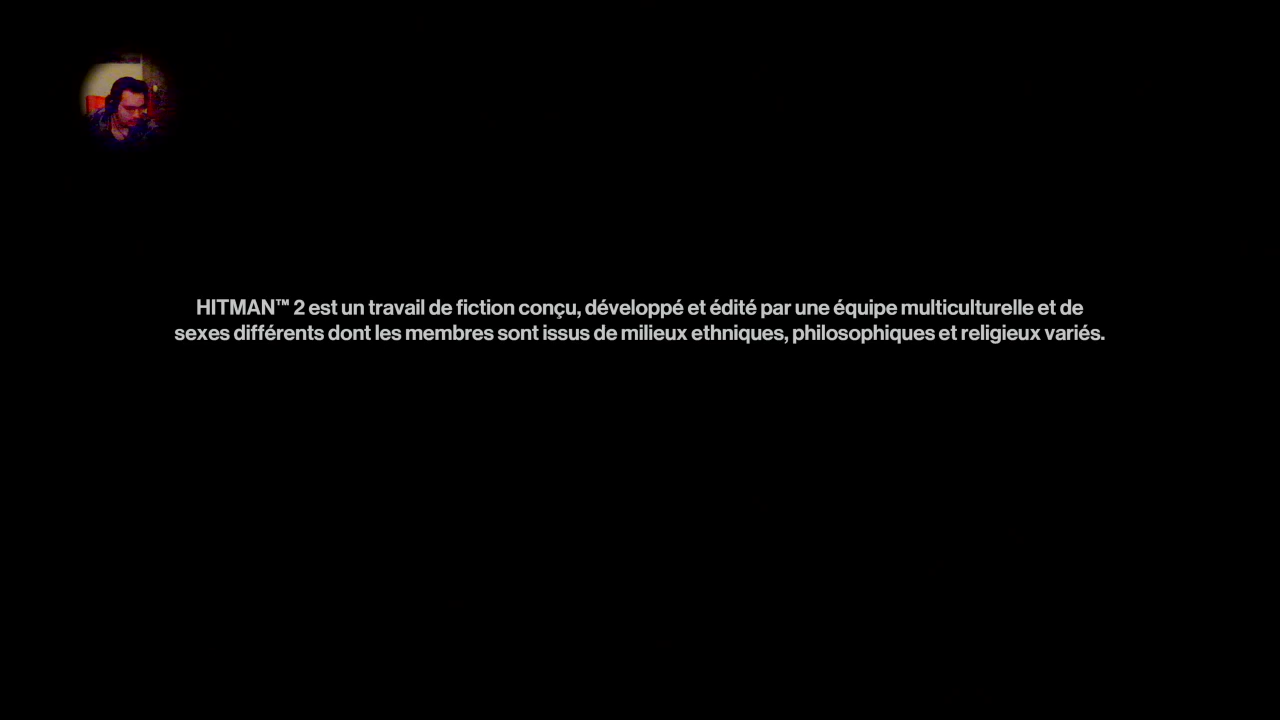 HITMAN™ 2 est un travail de fiction conçu, développé et édité par une équipe multiculturelle et de
sexes différents dont les membres sont issus de milieux ethniques, philosophiques et religieux variés.